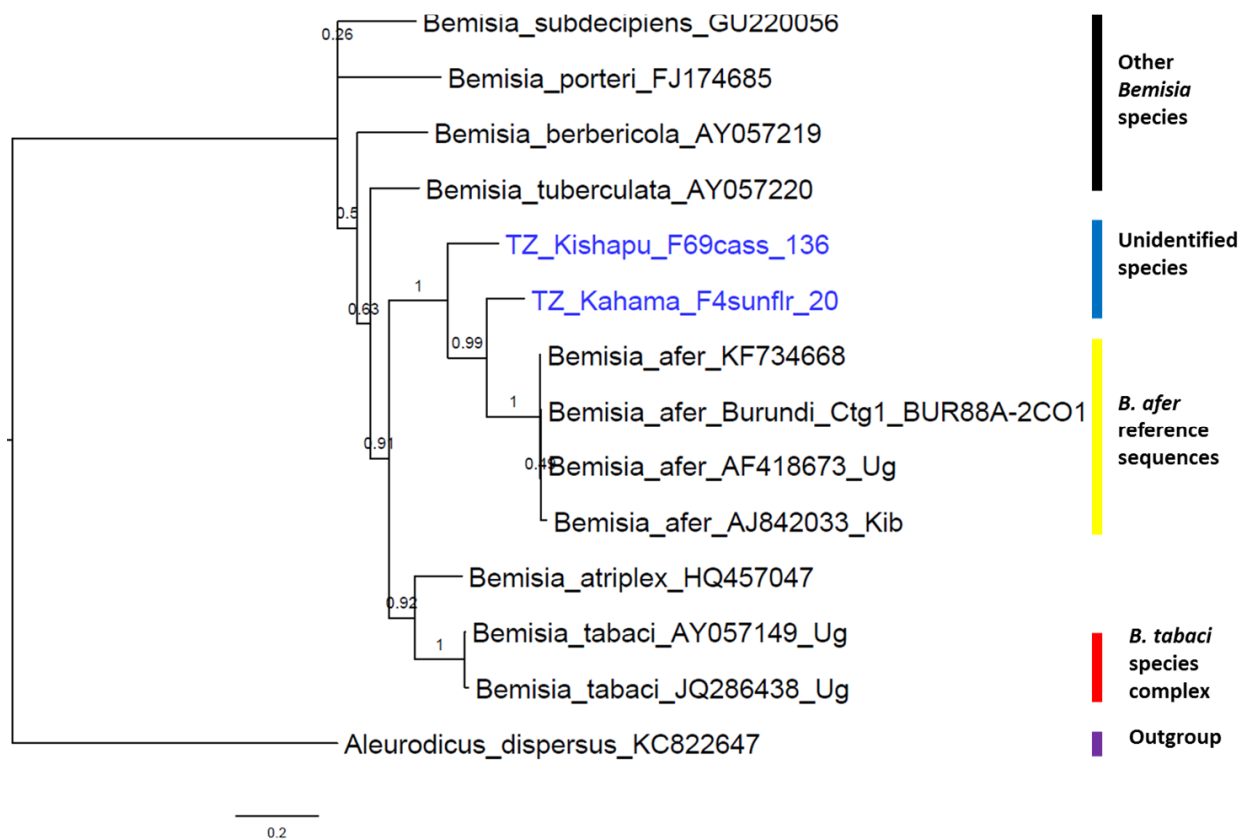 Bemisia_subdecipiens_GU220056
0.26
Bemisia_porteri_FJ174685
Bemisia_berbericola_AY057219
Bemisia_tuberculata_AY057220
0.5
TZ_Kishapu_F69cass_136
1
TZ_Kahama_F4sunflr_20
0.63
0.99
Bemisia_afer_KF734668
1
Bemisia_afer_Burundi_Ctg1_BUR88A-2CO1
0.91
0.49
Bemisia_afer_AF418673_Ug
Bemisia_afer_AJ842033_Kib
Bemisia_atriplex_HQ457047
0.92
Bemisia_tabaci_AY057149_Ug
1
Bemisia_tabaci_JQ286438_Ug
Aleurodicus_dispersus_KC822647
0.2
Other
Bemisia
species
Unidentified
species
B. afer
reference
sequences
B. tabaci
species
complex
Outgroup